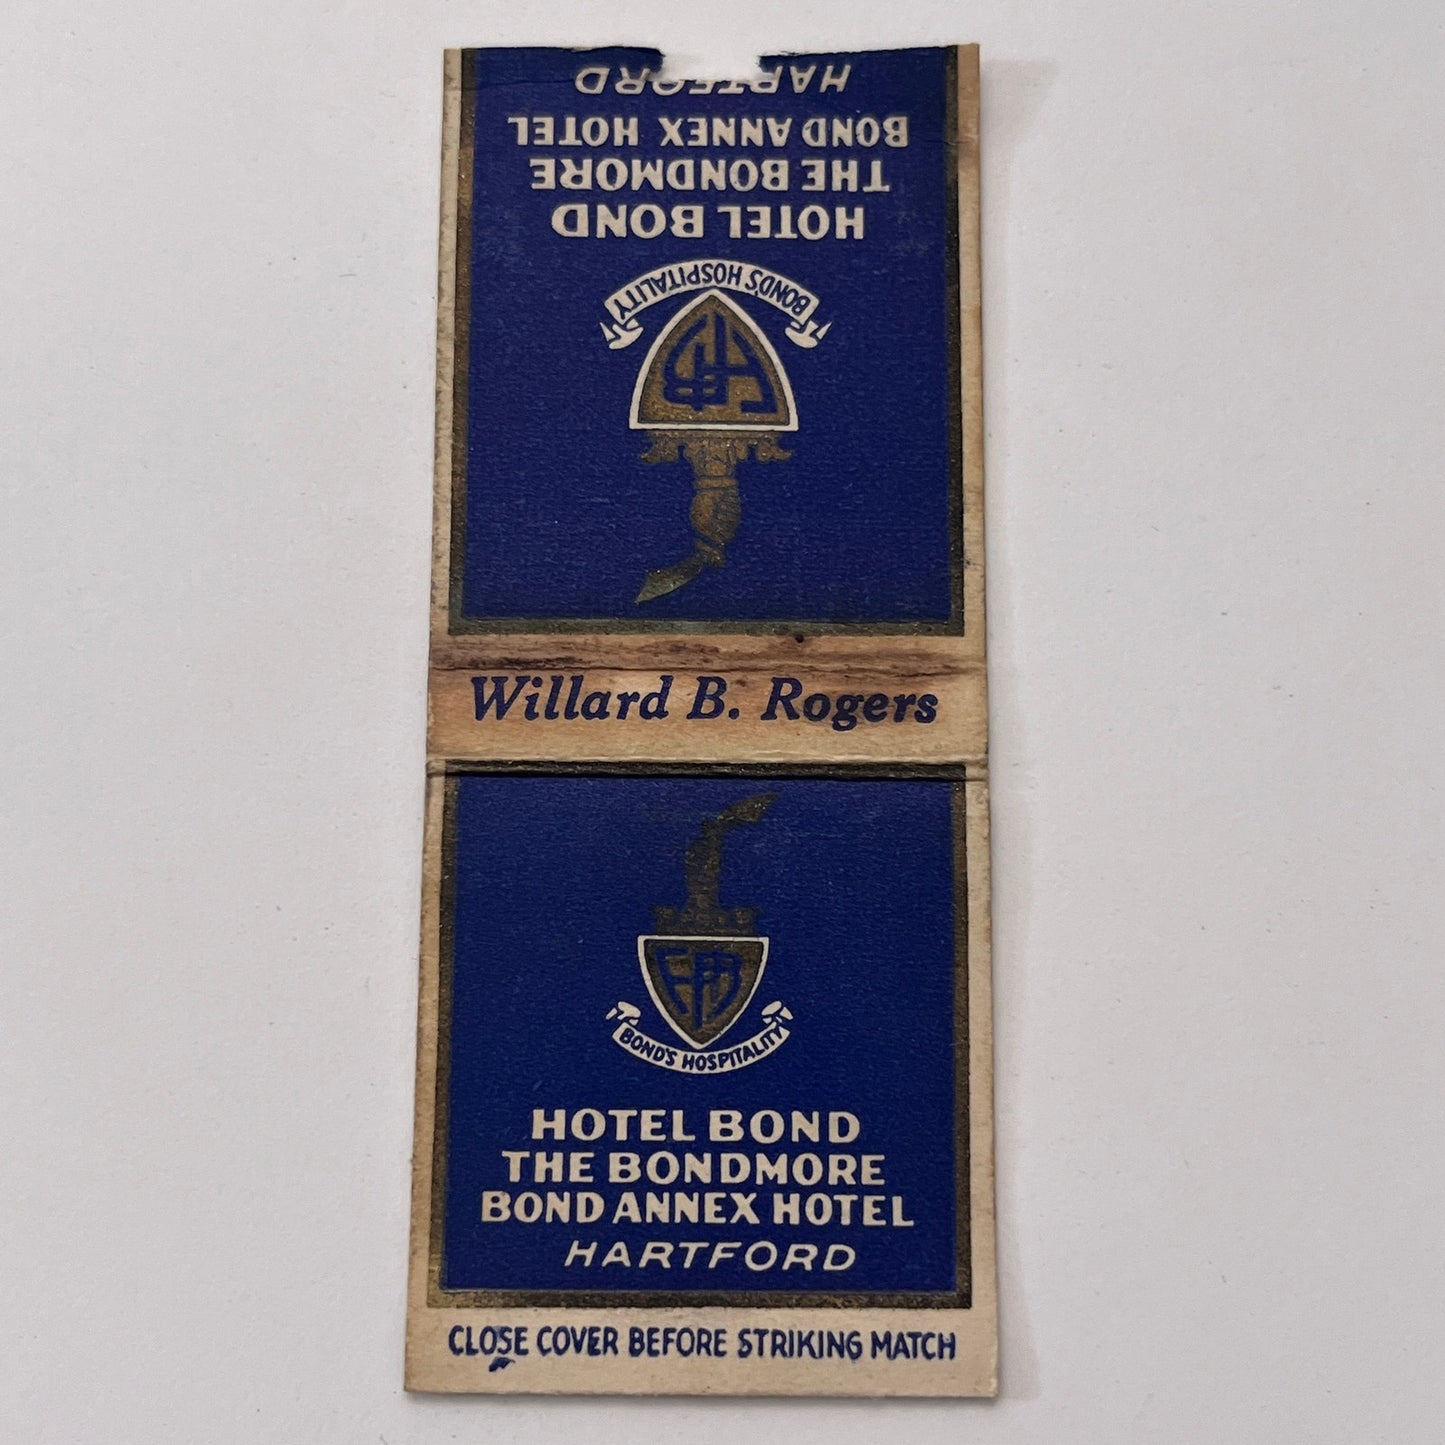 HARTFORD
BOND ANNEX HOTEL
THE BONDMORE
HOTEL BOND
BOND'S HOSPITALITY
Willard B. Rogers
BOND'S HOSPITALITY
HOTEL BOND
THE BONDMORE
BOND ANNEX HOTEL
HARTFORD
CLOSE COVER BEFORE STRIKING MATCH